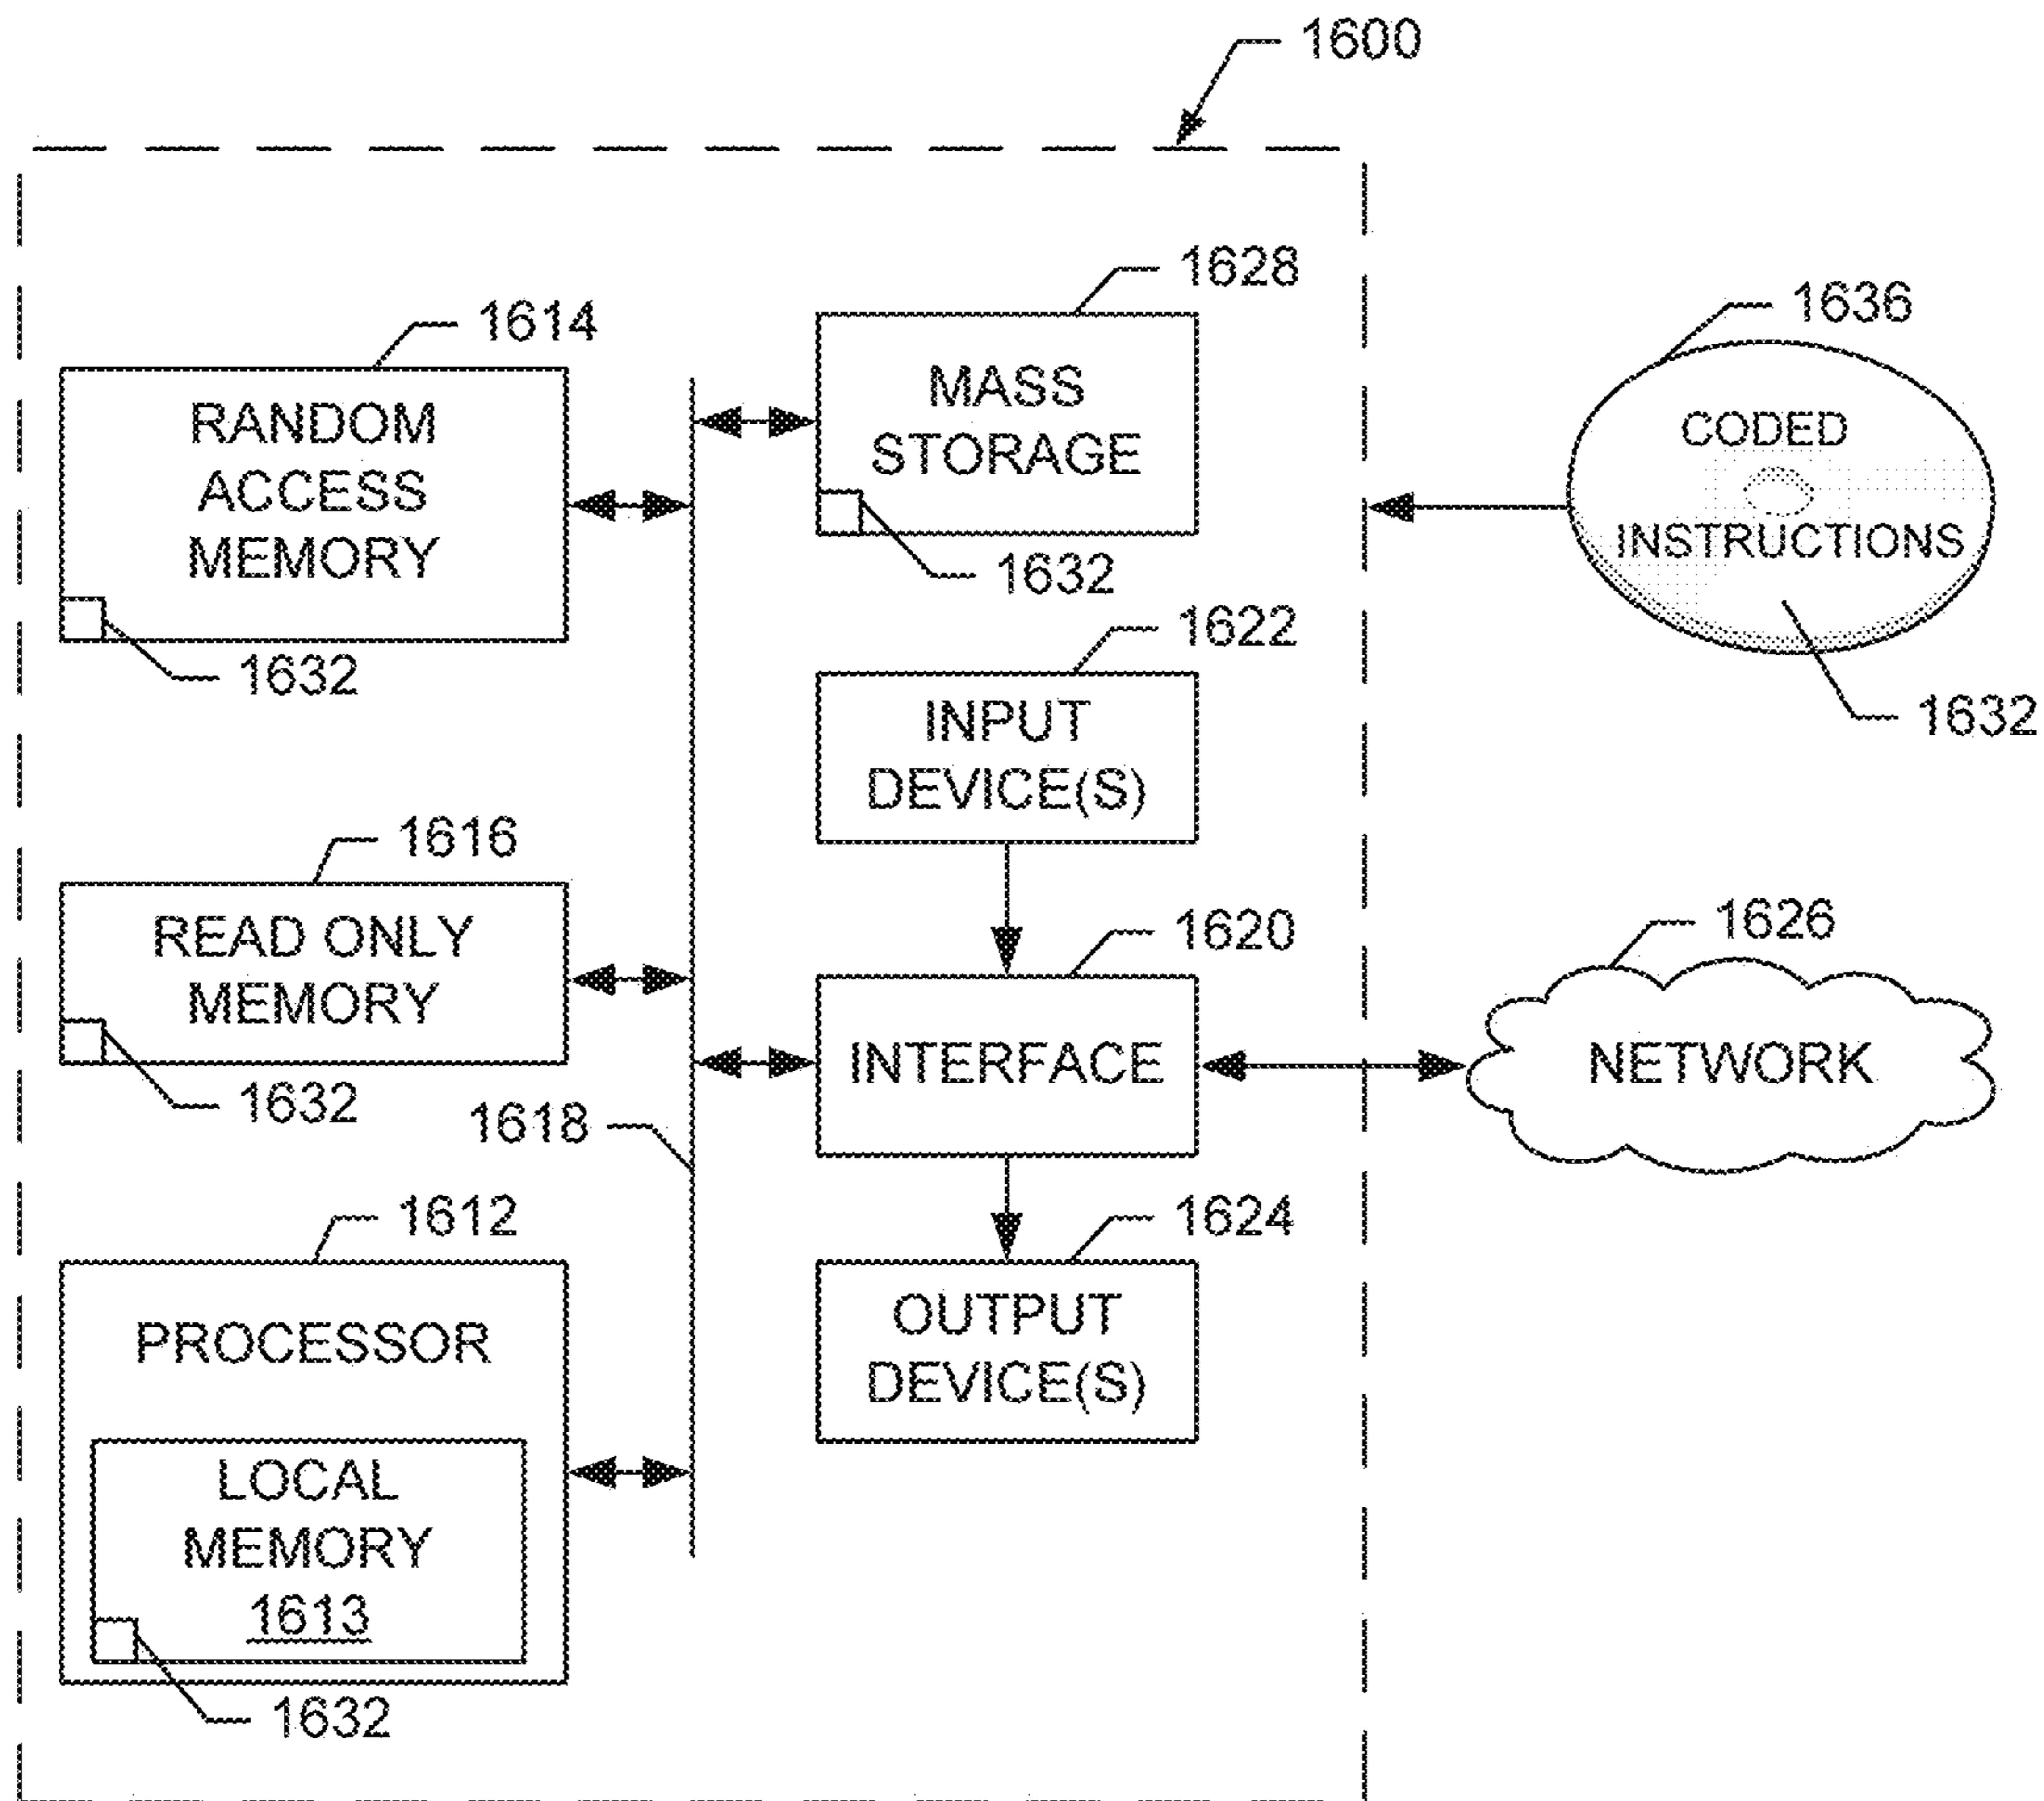 1600
1614
RANDOM
ACCESS
MEMORY
1632
1628
MASS
STORAGE
1632
1636
CODED
INSTRUCTIONS
1632
1622
INPUT
DEVICE(S)
1616
READ ONLY
MEMORY
1632
1620
INTERFACE
1626
NETWORK
1618
1612
PROCESSOR
LOCAL
MEMORY
1613
1632
1624
OUTPUT
DEVICE(S)